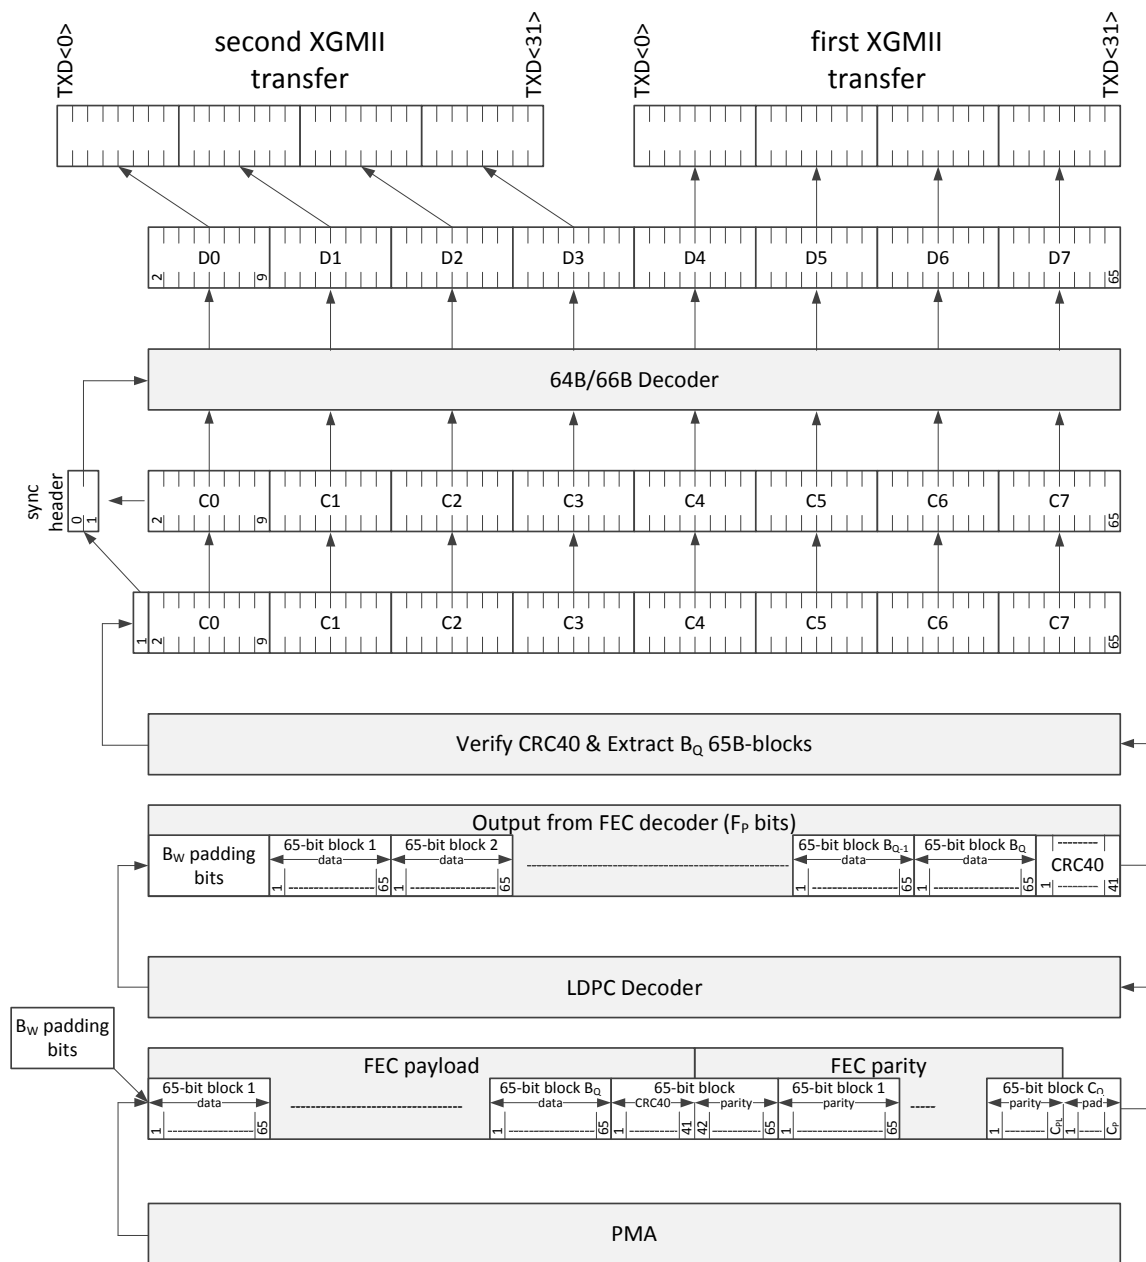 TXD<0>
second XGMII
transfer
TXD<31>
TXD<0>
first XGMII
transfer
TXD<31>
D0 D1 D2 D3 D4 D5 D6 D7
2 9 65
64B/66B Decoder
sync
header
0 1
C0 C1 C2 C3 C4 C5 C6 C7
2 9 65
C0 C1 C2 C3 C4 C5 C6 C7
1 2 9 65
Verify CRC40 & Extract BQ 65B-blocks
Output from FEC decoder (FP bits)
BW padding
bits
65-bit block 1
data
1 65
65-bit block 2
data
1 65
65-bit block BQ-1
data
1 65
65-bit block BQ
data
1 65
CRC40
1 41
LDPC Decoder
BW padding
bits
FEC payload
FEC parity
65-bit block 1
data
1 65
65-bit block BQ
data
1 65
65-bit block
CRC40 parity
1 41 42 65
65-bit block 1
parity
1 65
65-bit block CQ
parity pad
1 CPL 1 CP
PMA